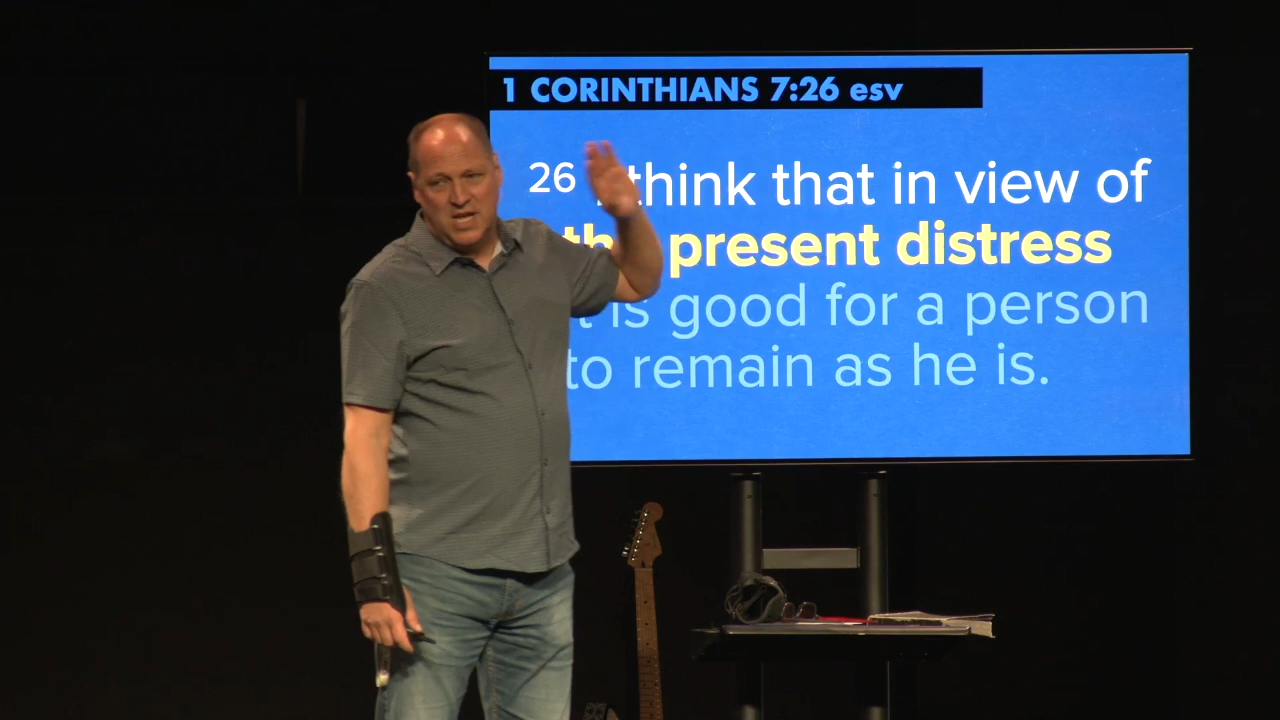 1 CORINTHIANS 7:26 esv
26 think that in view of
the present distress
is good for a person
to remain as he is.